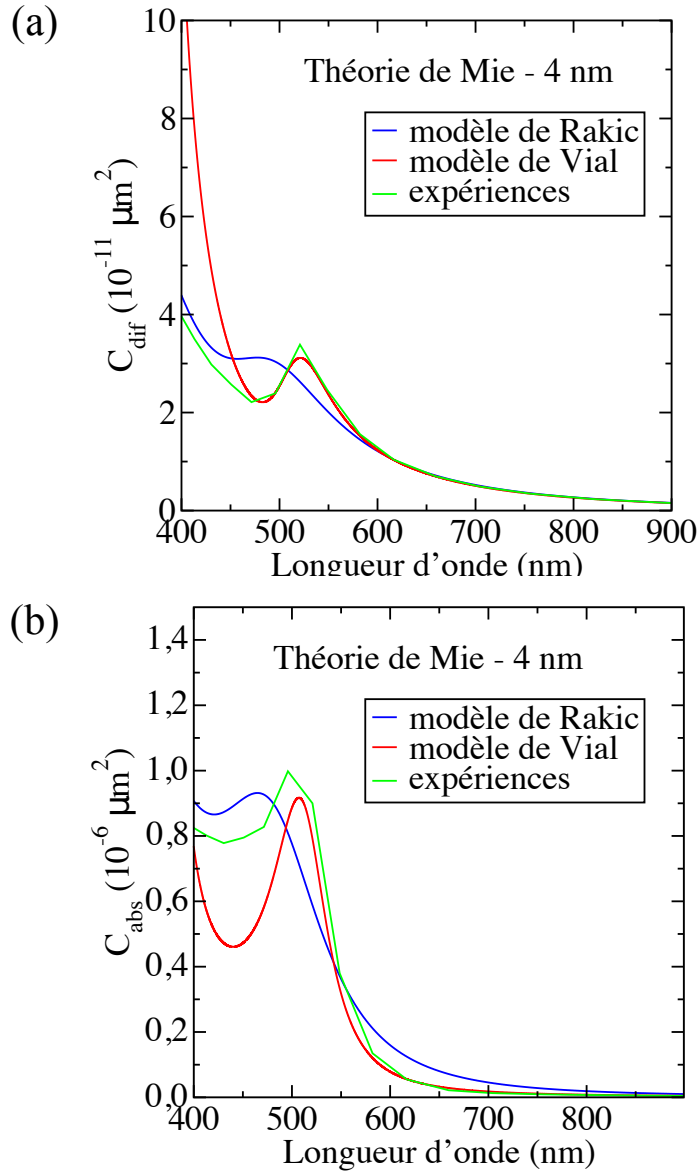 (a)
Théorie de Mie - 4 nm
modèle de Rakic
modèle de Vial
expériences
C_dif (10^-11 μm^2)
10
8
6
4
2
0
400 500 600 700 800 900
Longueur d'onde (nm)
(b)
Théorie de Mie - 4 nm
modèle de Rakic
modèle de Vial
expériences
C_abs (10^-6 μm^2)
1,4
1,2
1,0
0,8
0,6
0,4
0,2
0,0
400 500 600 700 800
Longueur d'onde (nm)